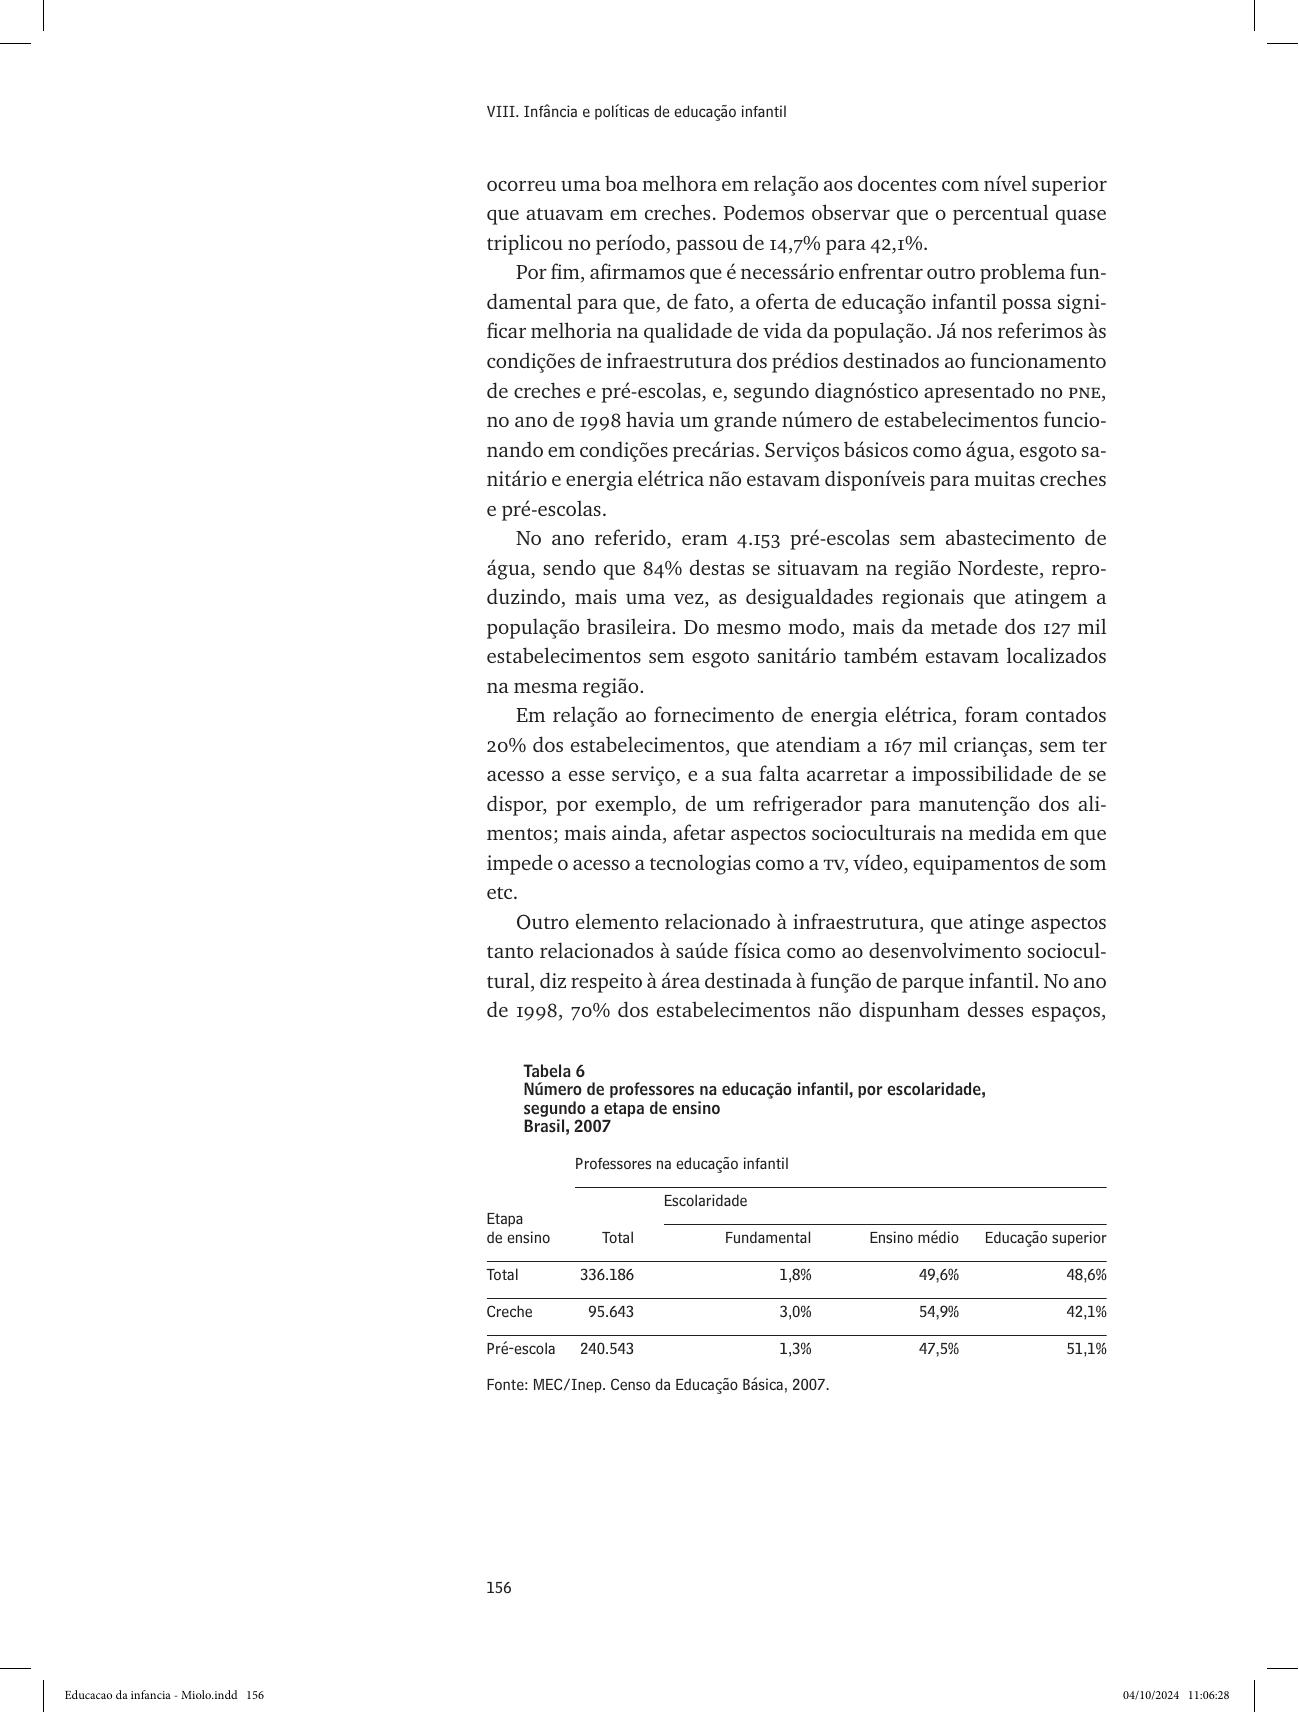 VIII. Infância e políticas de educação infantil
ocorreu uma boa melhora em relação aos docentes com nível superior
que atuavam em creches. Podemos observar que o percentual quase
triplicou no período, passou de 14,7% para 42,1%.
Por fim, afirmamos que é necessário enfrentar outro problema fun-
damental para que, de fato, a oferta de educação infantil possa signi-
ficar melhoria na qualidade de vida da população. Já nos referimos às
condições de infraestrutura dos prédios destinados ao funcionamento
de creches e pré-escolas, e, segundo diagnóstico apresentado no PNE,
no ano de 1998 havia um grande número de estabelecimentos funcio-
nando em condições precárias. Serviços básicos como água, esgoto sa-
nitário e energia elétrica não estavam disponíveis para muitas creches
e pré-escolas.
No ano referido, eram 4.153 pré-escolas sem abastecimento de
água, sendo que 84% destas se situavam na região Nordeste, repro-
duzindo, mais uma vez, as desigualdades regionais que atingem a
população brasileira. Do mesmo modo, mais da metade dos 127 mil
estabelecimentos sem esgoto sanitário também estavam localizados
na mesma região.
Em relação ao fornecimento de energia elétrica, foram contados
20% dos estabelecimentos, que atendiam a 167 mil crianças, sem ter
acesso a esse serviço, e a sua falta acarretar a impossibilidade de se
dispor, por exemplo, de um refrigerador para manutenção dos ali-
mentos; mais ainda, afetar aspectos socioculturais na medida em que
impede o acesso a tecnologias como a TV, vídeo, equipamentos de som
etc.
Outro elemento relacionado à infraestrutura, que atinge aspectos
tanto relacionados à saúde física como ao desenvolvimento sociocul-
tural, diz respeito à área destinada à função de parque infantil. No ano
de 1998, 70% dos estabelecimentos não dispunham desses espaços,
Tabela 6
Número de professores na educação infantil, por escolaridade,
segundo a etapa de ensino
Brasil, 2007
Professores na educação infantil
Escolaridade
Etapa
de ensino Total Fundamental Ensino médio Educação superior
Total 336.186 1,8% 49,6% 48,6%
Creche 95.643 3,0% 54,9% 42,1%
Pré-escola 240.543 1,3% 47,5% 51,1%
Fonte: MEC/Inep. Censo da Educação Básica, 2007.
156
Educacao da infancia - Miolo.indd 156 04/10/2024 11:06:28